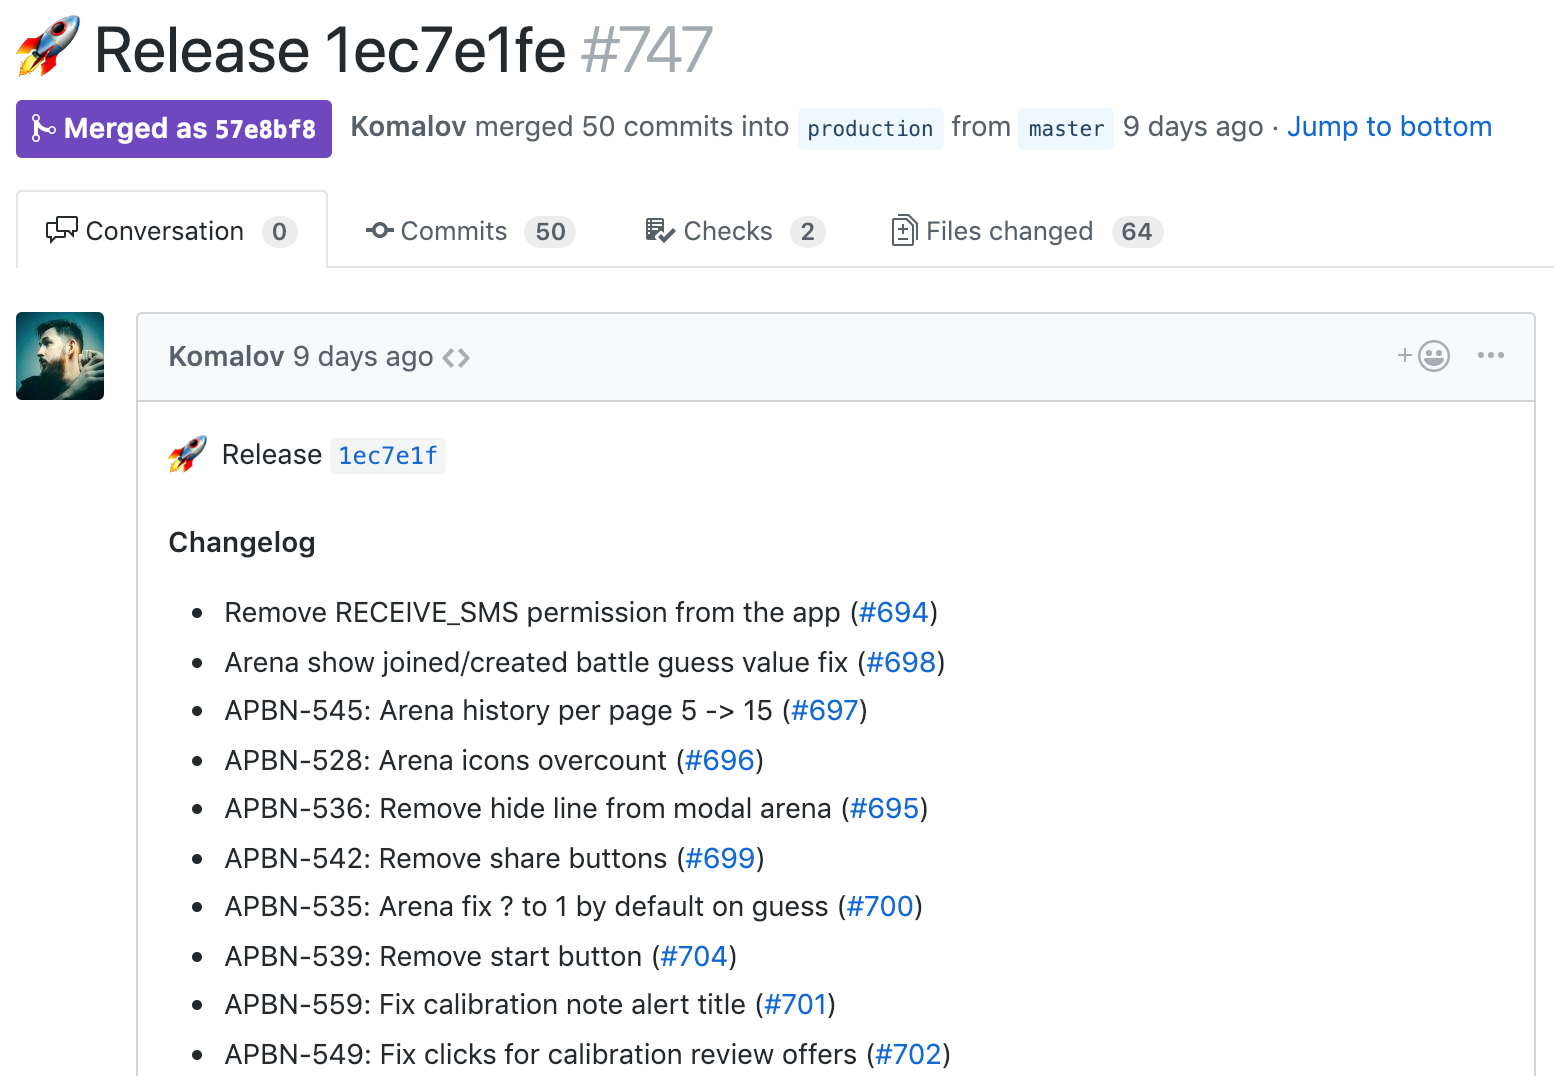 🚀 Release 1ec7e1fe #747
Merged as 57e8bf8 Komalov merged 50 commits into production from master 9 days ago · Jump to bottom
Conversation 0 Commits 50 Checks 2 Files changed 64
Komalov 9 days ago
🚀 Release 1ec7e1f
Changelog
• Remove RECEIVE_SMS permission from the app (#694)
• Arena show joined/created battle guess value fix (#698)
• APBN-545: Arena history per page 5 -> 15 (#697)
• APBN-528: Arena icons overcount (#696)
• APBN-536: Remove hide line from modal arena (#695)
• APBN-542: Remove share buttons (#699)
• APBN-535: Arena fix ? to 1 by default on guess (#700)
• APBN-539: Remove start button (#704)
• APBN-559: Fix calibration note alert title (#701)
• APBN-549: Fix clicks for calibration review offers (#702)